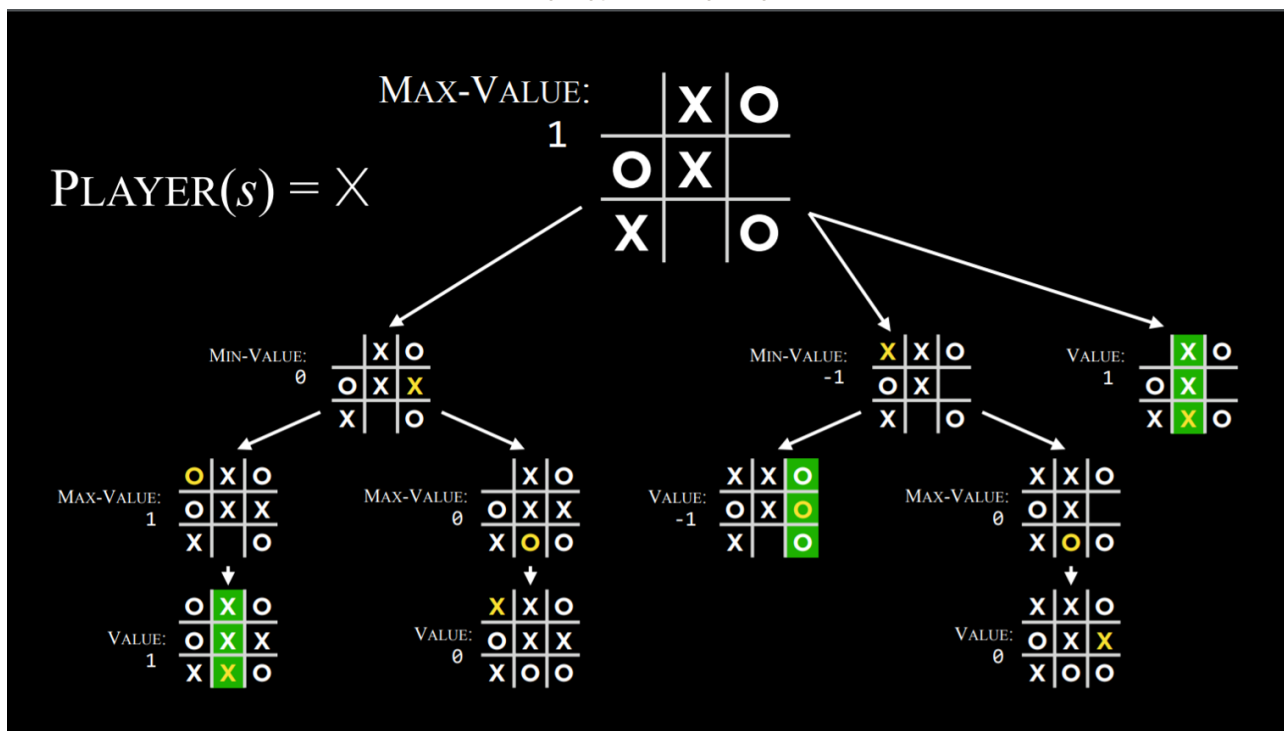 MAX-VALUE:
1
X O
O X
X O
PLAYER(s) = X
MIN-VALUE:
0
X O
O X X
X O
MIN-VALUE:
-1
X X O
O X
X O
VALUE:
1
X O
O X
X X O
MAX-VALUE:
1
O X O
O X X
X O
MAX-VALUE:
0
X O
O X X
X O O
VALUE:
-1
X X O
O X O
X O
MAX-VALUE:
0
X X O
O X
X O O
VALUE:
1
O X O
O X X
X X O
VALUE:
0
X X O
O X X
X O O
VALUE:
0
X X O
O X X
X O O